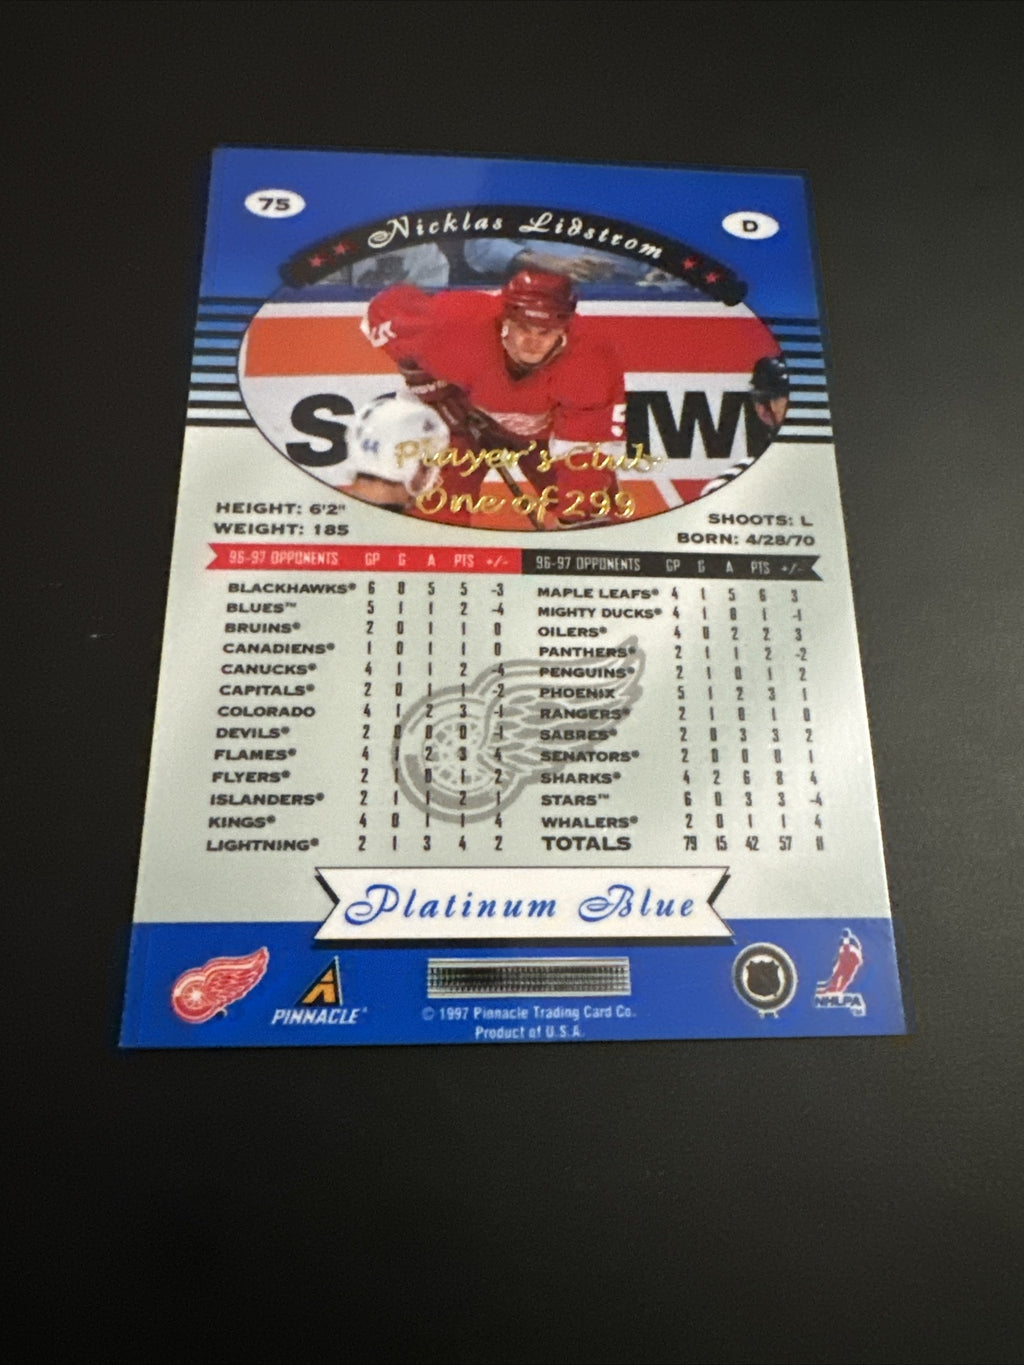 75
D
Nicklas Lidstrom
S
IWI
44
5
Player's Club
One of 299
HEIGHT: 6'2"
WEIGHT: 185
SHOOTS: L
BORN: 4/28/70
96-97 OPPONENTS GP G A PTS +/-
BLACKHAWKS® 6 0 5 5 -3
BLUES™ 5 1 1 2 -4
BRUINS® 2 0 1 1 0
CANADIENS® 1 0 1 1 0
CANUCKS® 4 1 1 2 -4
CAPITALS® 2 0 1 1 -2
COLORADO 4 1 2 3 -1
DEVILS® 2 0 0 0 -1
FLAMES® 4 1 2 3 4
FLYERS® 2 1 0 1 2
ISLANDERS® 2 1 1 2 1
KINGS® 4 0 1 1 4
LIGHTNING® 2 1 3 4 2
96-97 OPPONENTS GP G A PTS +/-
MAPLE LEAFS® 4 1 5 6 3
MIGHTY DUCKS® 4 1 0 1 -1
OILERS® 4 0 2 2 3
PANTHERS® 2 1 1 2 -2
PENGUINS® 2 1 0 1 2
PHOENIX 5 1 2 3 1
RANGERS® 2 1 0 1 0
SABRES® 2 0 3 3 2
SENATORS® 2 0 0 0 1
SHARKS® 4 2 6 8 4
STARS™ 6 0 3 3 -4
WHALERS® 2 0 1 1 4
TOTALS 79 15 42 57 11
Platinum Blue
PINNACLE
© 1997 Pinnacle Trading Card Co.
Product of U.S.A.
NHLPA